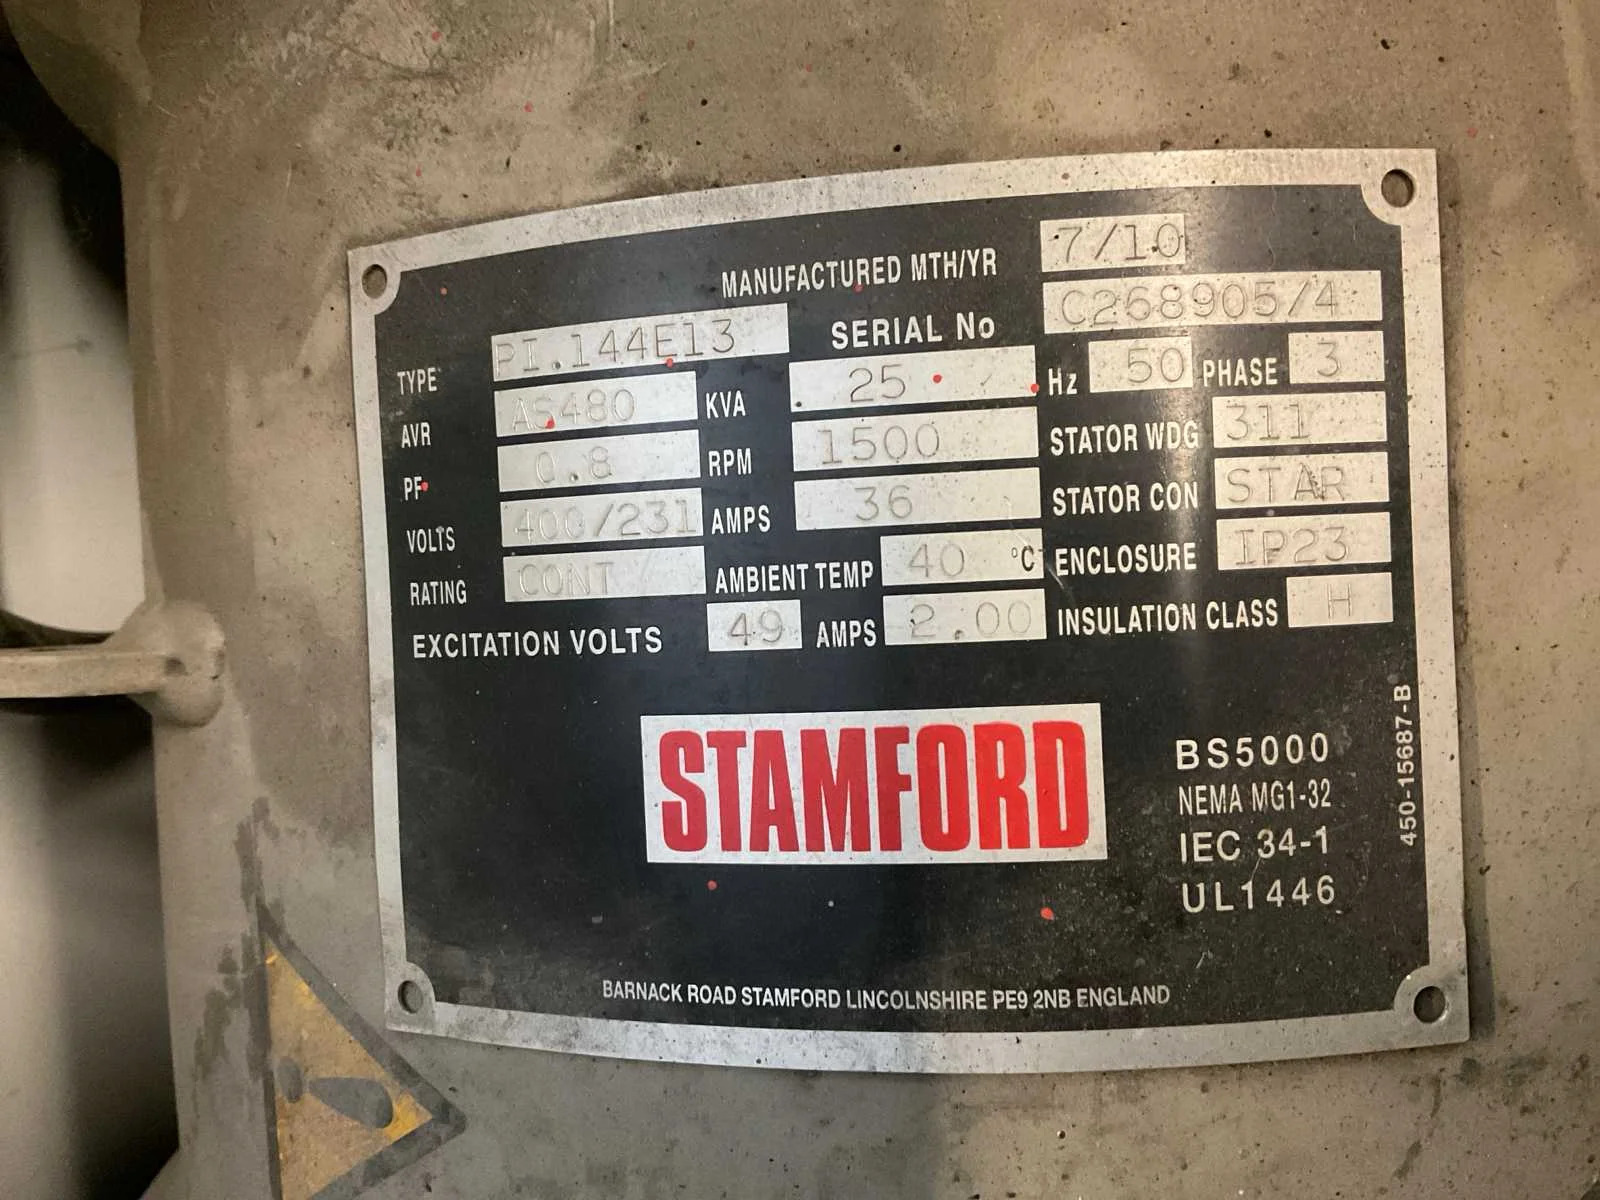 MANUFACTURED MTH/YR 7/10
TYPE PI.144E13 SERIAL No C268905/4
AVR AS480 KVA 25 Hz 50 PHASE 3
PF 0.8 RPM 1500 STATOR WDG 311
VOLTS 400/231 AMPS 36 STATOR CON STAR
RATING CONT AMBIENT TEMP 40 °C ENCLOSURE IP23
EXCITATION VOLTS 49 AMPS 2.00 INSULATION CLASS H
STAMFORD
BS5000
NEMA MG1-32
IEC 34-1
UL1446
450-15687-B
BARNACK ROAD STAMFORD LINCOLNSHIRE PE9 2NB ENGLAND